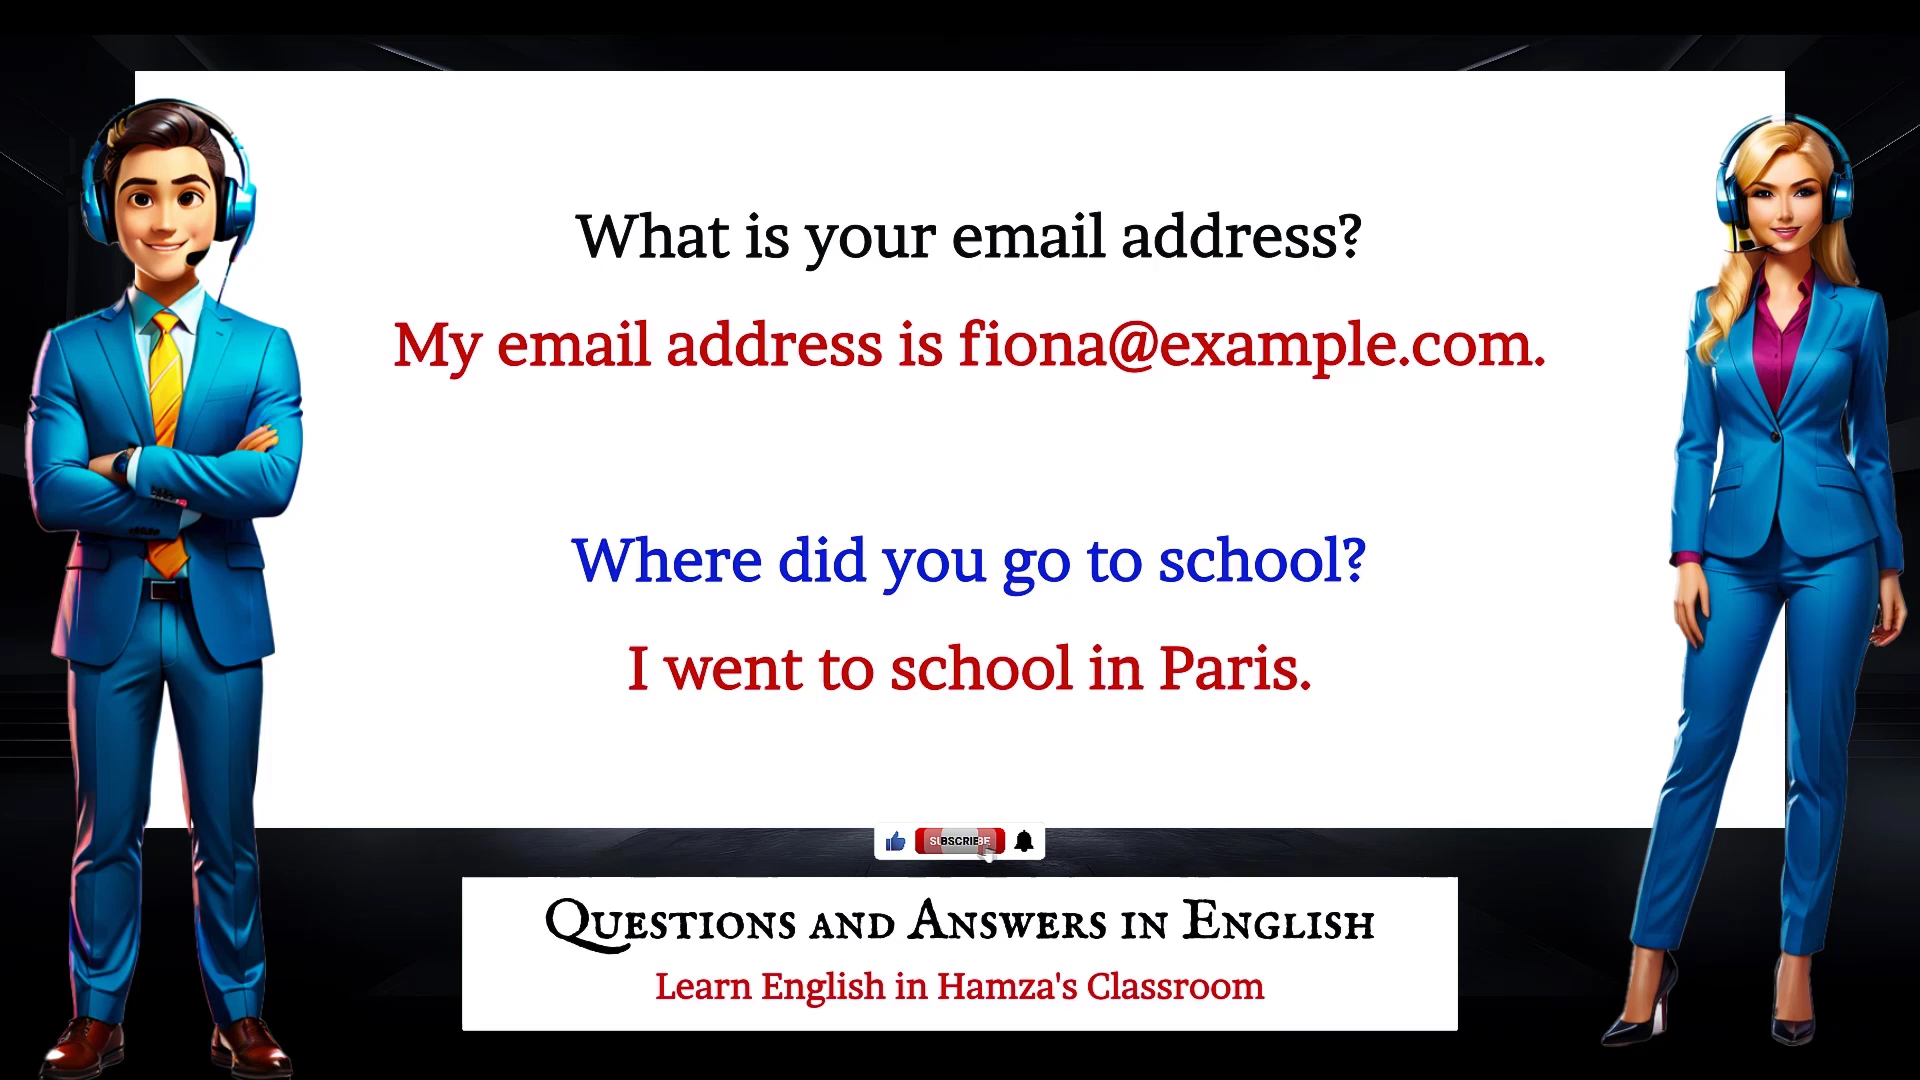 What is your email address?
My email address is fiona@example.com.
Where did you go to school?
I went to school in Paris.
SUBSCRIBE
Questions and Answers in English
Learn English in Hamza's Classroom